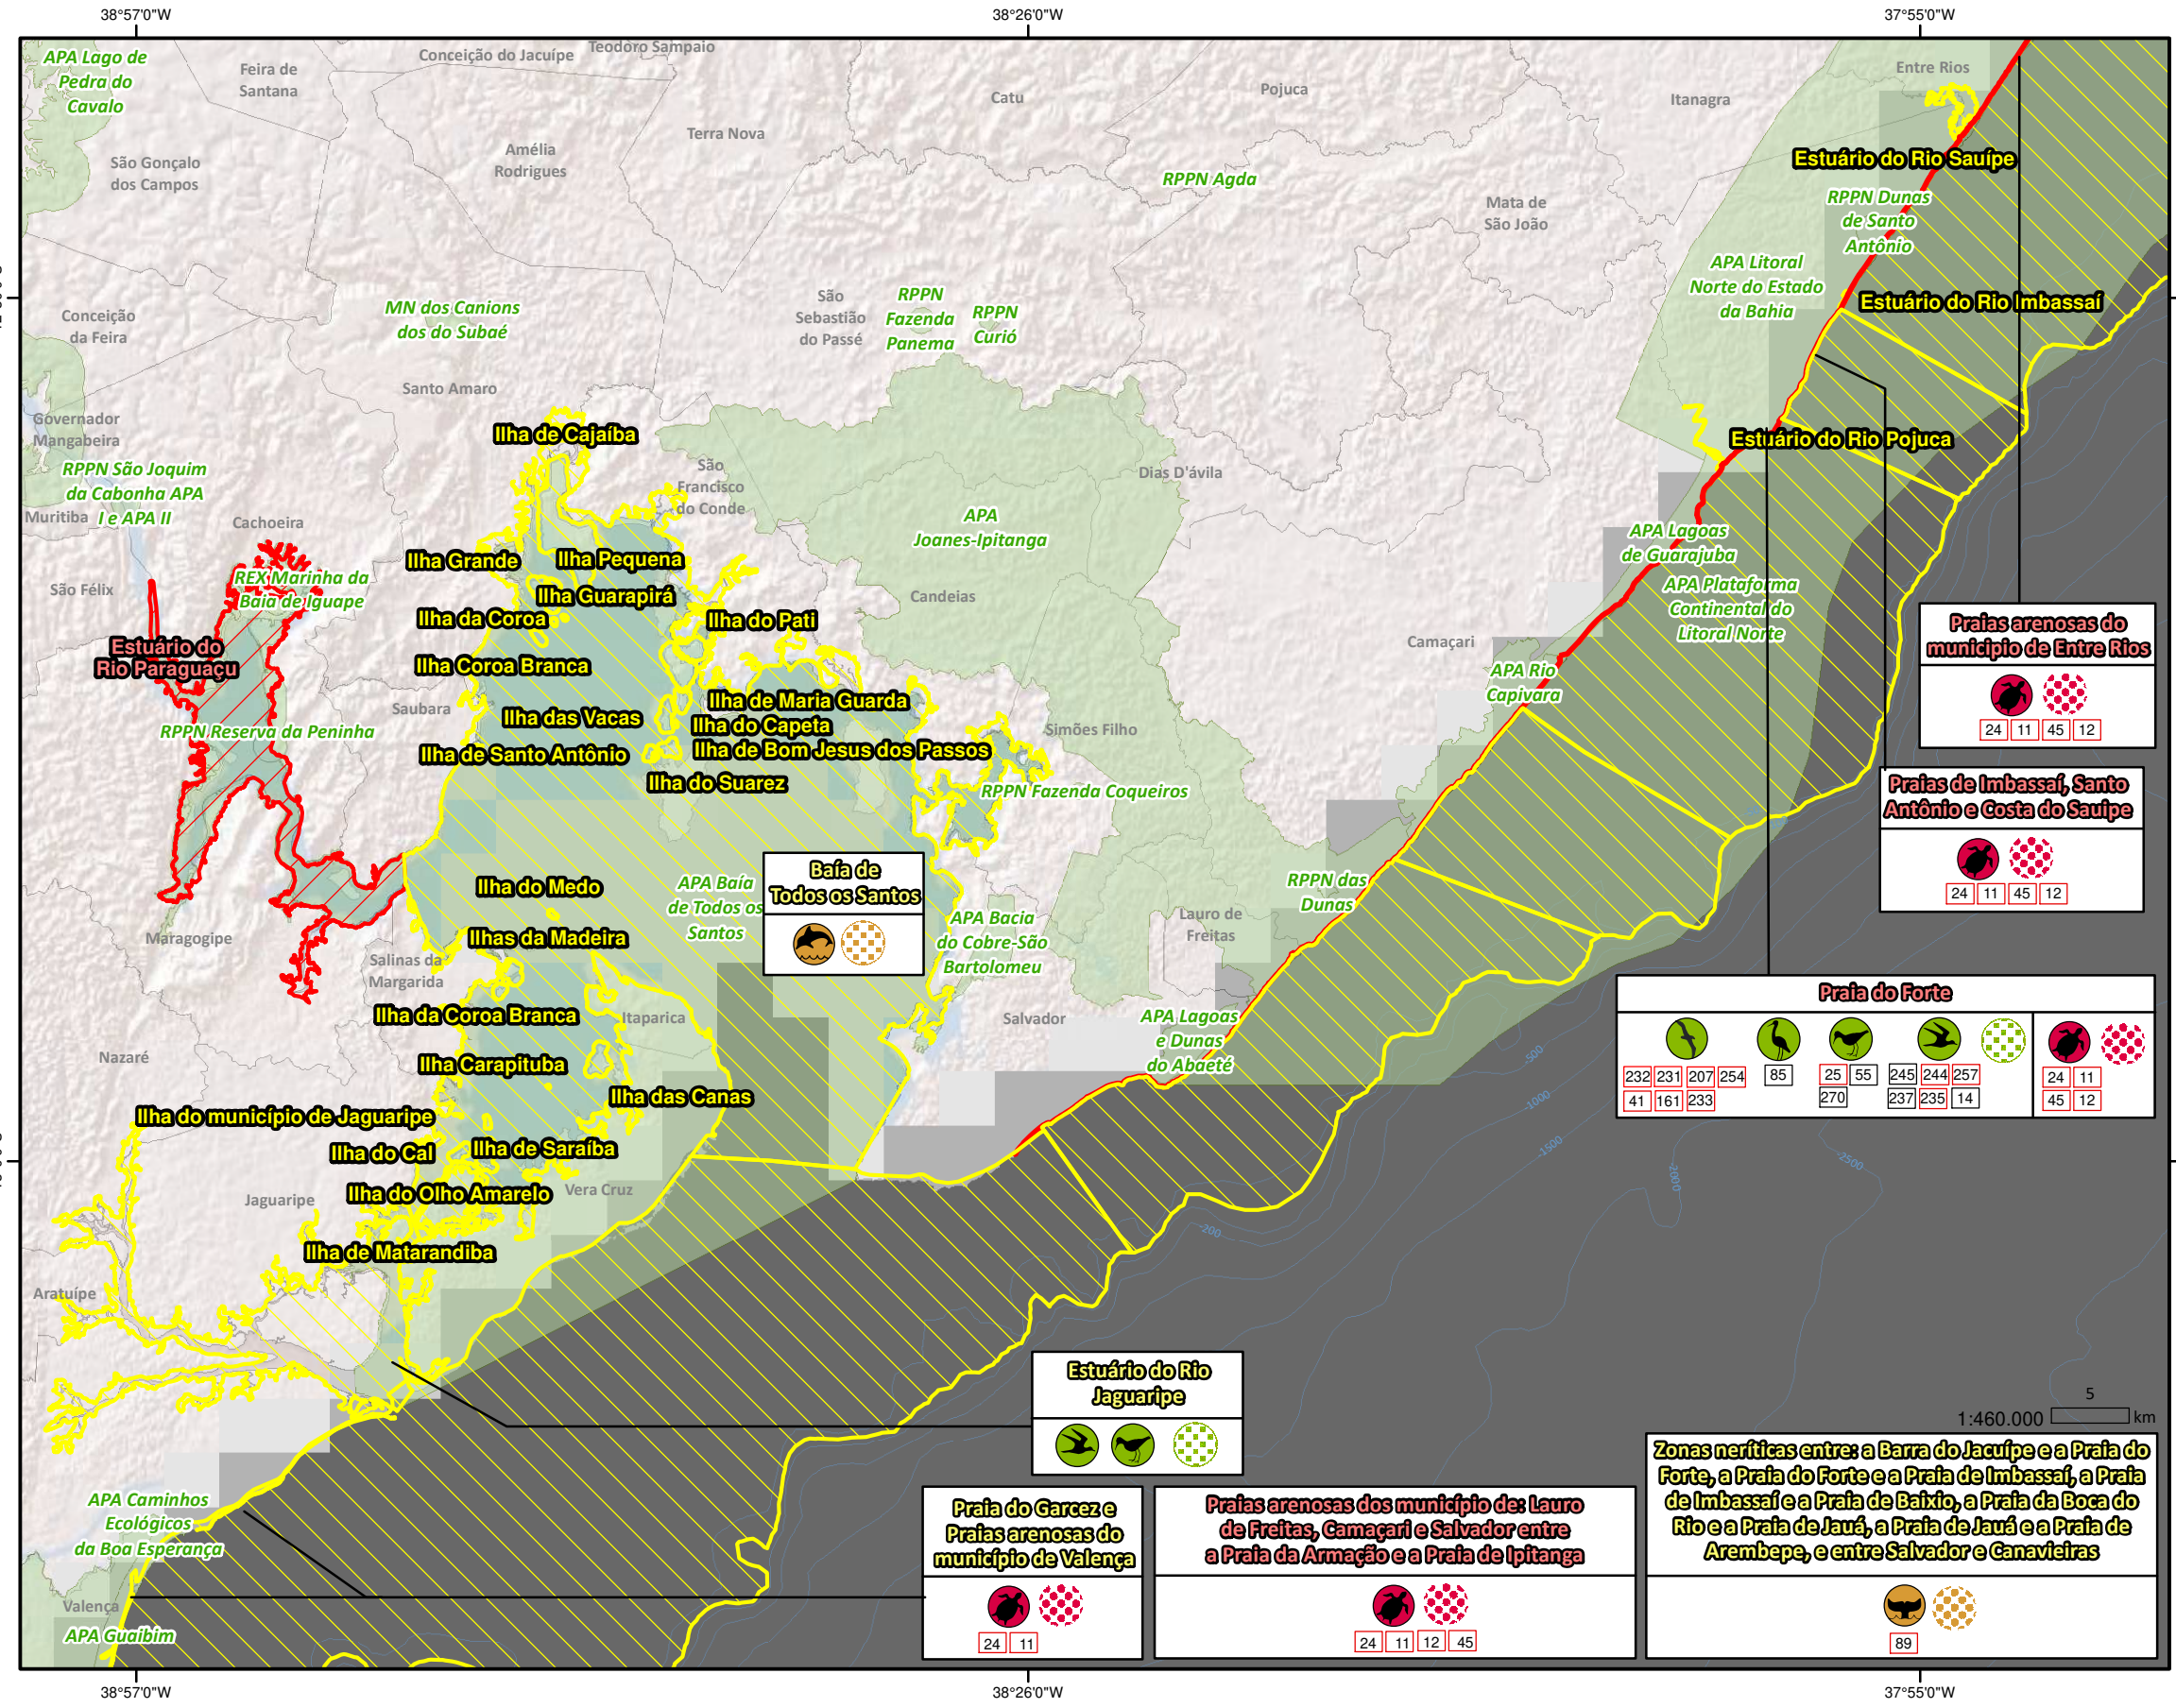 38°57'0"W
38°26'0"W
37°55'0"W
APA Lago de
Pedra do
Cavalo
Feira de
Santana
Conceição do Jacuípe
Teodoro Sampaio
Catu
Pojuca
Itanagra
Entre Rios
Terra Nova
São Gonçalo
dos Campos
Amélia
Rodrigues
Estuário do Rio Sauípe
RPPN Agda
RPPN Dunas
de Santo
Antônio
Mata de
São João
APA Litoral
Norte do Estado
da Bahia
Conceição
da Feira
MN dos Canions
dos do Subaé
São
Sebastião
do Passé
RPPN
Fazenda
Panema
RPPN
Curió
Estuário do Rio Imbassaí
Santo Amaro
Governador
Mangabeira
Ilha de Cajaíba
Estuário do Rio Pojuca
RPPN São Joquim
da Cabonha APA
I e APA II
São
Francisco
do Conde
Dias D'ávila
Muritiba
Cachoeira
APA
Joanes-Ipitanga
APA Lagoas
de Guarajuba
Ilha Grande
Ilha Pequena
São Félix
REX Marinha da
Baia de Iguape
Ilha Guarapirá
Candeias
APA Plataforma
Continental do
Litoral Norte
Ilha da Coroa
Ilha do Pati
Estuário do
Rio Paraguaçu
Camaçari
Praias arenosas do
municipio de Entre Rios
24 11 45 12
Ilha Coroa Branca
APA Rio
Capivara
Saubara
Ilha de Maria Guarda
Ilha das Vacas
Ilha do Capeta
RPPN Reserva da Peninha
Simões Filho
Ilha de Santo Antônio
Ilha de Bom Jesus dos Passos
Ilha do Suarez
RPPN Fazenda Coqueiros
Praias de Imbassaí, Santo
Antônio e Costa do Sauipe
24 11 45 12
Baía de
Todos os Santos
Ilha do Medo
APA Baía
de Todos os
Santos
RPPN das
Dunas
APA Bacia
do Cobre-São
Bartolomeu
Lauro de
Freitas
Maragogipe
Ilhas da Madeira
Salinas da
Margarida
Praia do Forte
232 231 207 254
41 161 233
85
25 55
270
245 244 257
237 235 14
24 11
45 12
Ilha da Coroa Branca
Itaparica
Salvador
APA Lagoas
e Dunas
do Abaeté
Nazaré
Ilha Carapituba
Ilha das Canas
Ilha do município de Jaguaripe
Ilha do Cal
Ilha de Saraíba
Jaguaripe
Ilha do Olho Amarelo
Vera Cruz
Ilha de Matarandiba
Aratuípe
-200
-500
-1000
-1500
-2000
-2500
Estuário do Rio
Jaguaripe
5
1:460.000
km
Zonas neríticas entre: a Barra do Jacuípe e a Praia do
Forte, a Praia do Forte e a Praia de Imbassaí, a Praia
de Imbassaí e a Praia de Baixio, a Praia da Boca do
Rio e a Praia de Jauá, a Praia de Jauá e a Praia de
Arembepe, e entre Salvador e Canavieiras
89
Praia do Garcez e
Praias arenosas do
município de Valença
24 11
Praias arenosas dos município de: Lauro
de Freitas, Camaçari e Salvador entre
a Praia da Armação e a Praia de Ipitanga
24 11 12 45
APA Caminhos
Ecológicos
da Boa Esperança
Valença
APA Guaibim
38°57'0"W
38°26'0"W
37°55'0"W